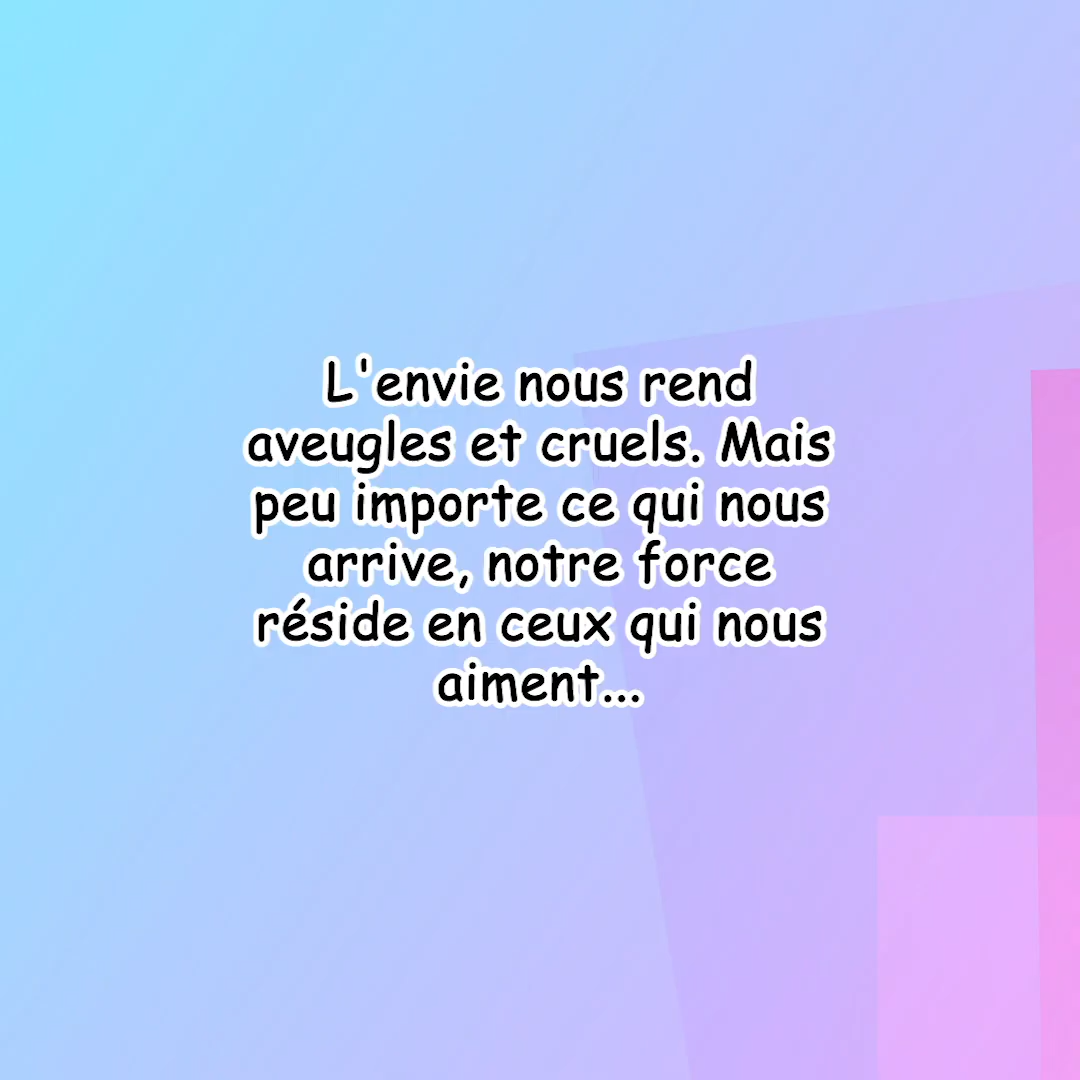 L'envie nous rend
aveugles et cruels. Mais
peu importe ce qui nous
arrive, notre force
réside en ceux qui nous
aiment...